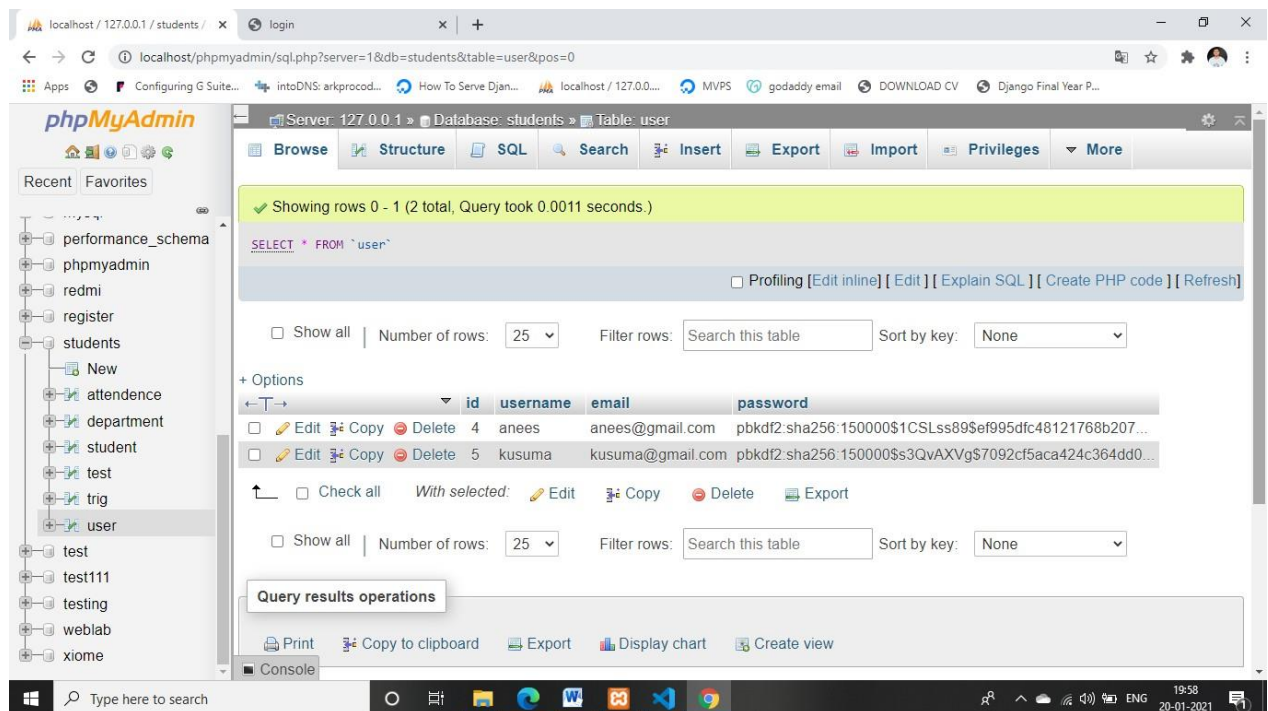 localhost / 127.0.0.1 / students /
login
localhost/phpmyadmin/sql.php?server=1&db=students&table=user&pos=0
Apps Configuring G Suite... intoDNS: arkprocod... How To Serve Djan... localhost / 127.0.0.... MVPS godaddy email DOWNLOAD CV Django Final Year P...
phpMyAdmin
Recent Favorites
performance_schema
phpmyadmin
redmi
register
students
New
attendence
department
student
test
trig
user
test
test111
testing
weblab
xiome
Server: 127.0.0.1 » Database: students » Table: user
Browse Structure SQL Search Insert Export Import Privileges More
Showing rows 0 - 1 (2 total, Query took 0.0011 seconds.)
SELECT * FROM `user`
Profiling [Edit inline] [ Edit ] [ Explain SQL ] [ Create PHP code ] [ Refresh]
Show all | Number of rows: 25 Filter rows: Search this table Sort by key: None
+ Options
←T→ id username email password
Edit Copy Delete 4 anees anees@gmail.com pbkdf2:sha256:150000$1CSLss89$ef995dfc48121768b207...
Edit Copy Delete 5 kusuma kusuma@gmail.com pbkdf2:sha256:150000$s3QvAXVg$7092cf5aca424c364dd0...
Check all With selected: Edit Copy Delete Export
Show all | Number of rows: 25 Filter rows: Search this table Sort by key: None
Query results operations
Print Copy to clipboard Export Display chart Create view
Console
Type here to search
ENG 19:58
20-01-2021